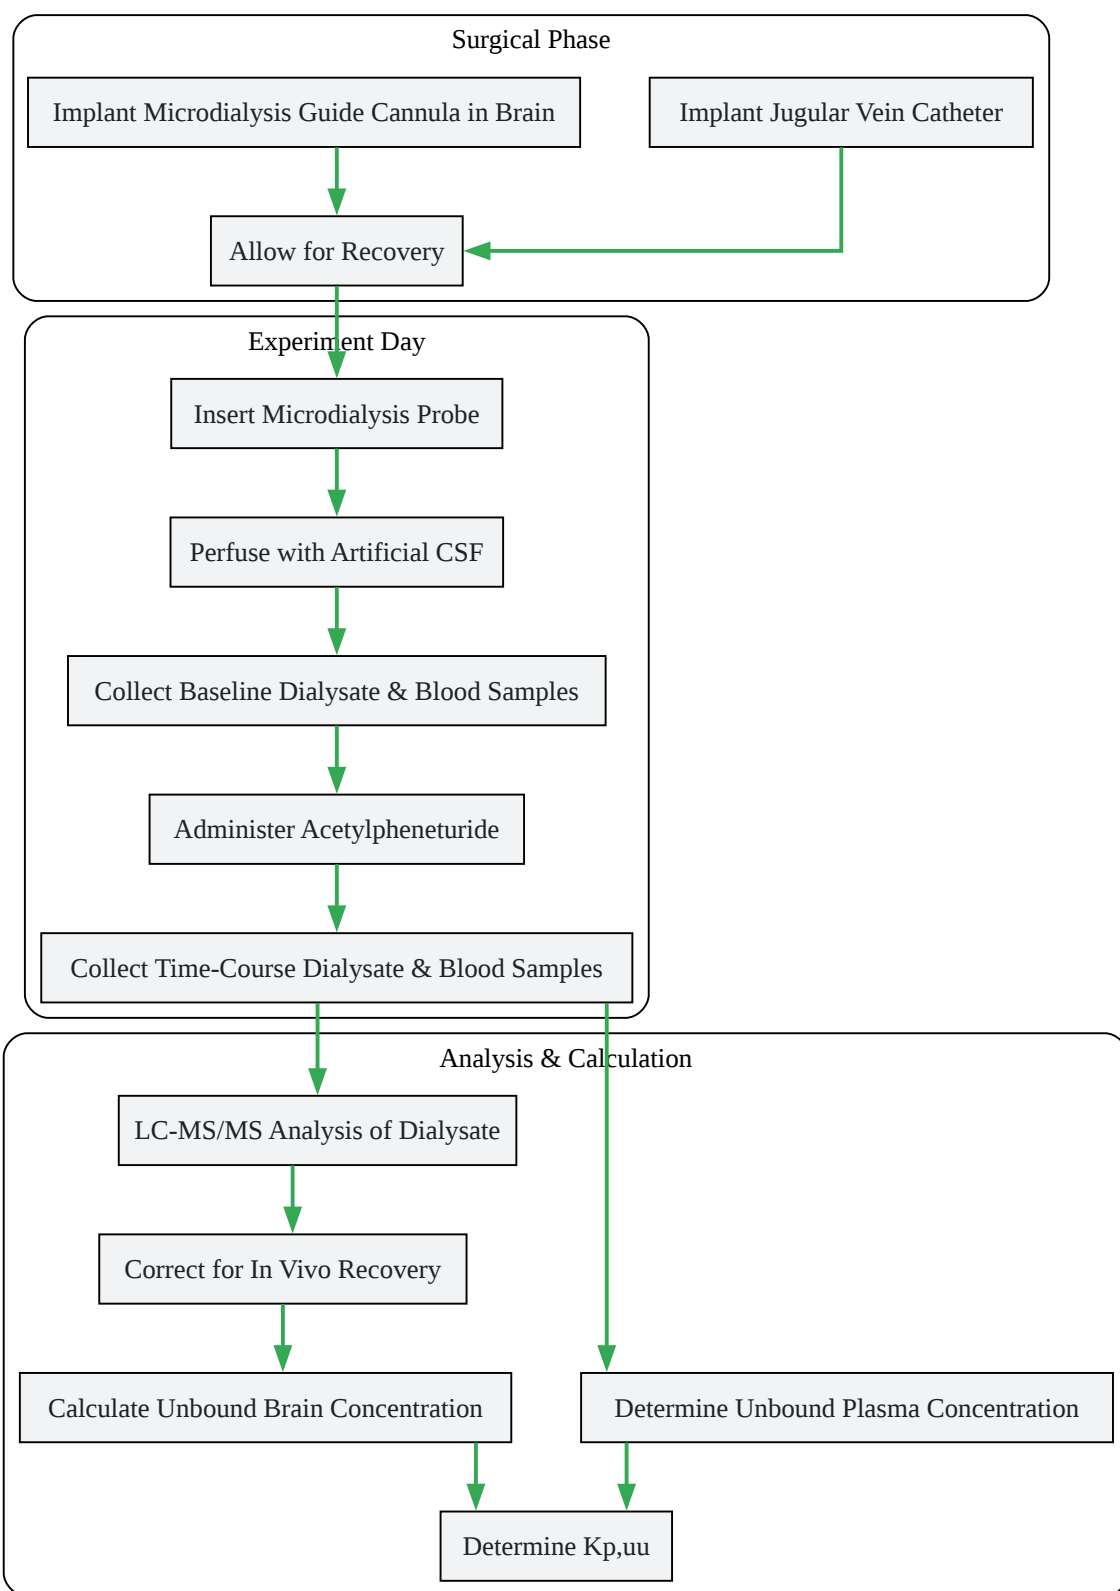 Surgical Phase
Implant Microdialysis Guide Cannula in Brain
Implant Jugular Vein Catheter
Allow for Recovery
Experiment Day
Insert Microdialysis Probe
Perfuse with Artificial CSF
Collect Baseline Dialysate & Blood Samples
Administer Acetylpheneturide
Collect Time-Course Dialysate & Blood Samples
Analysis & Calculation
LC-MS/MS Analysis of Dialysate
Correct for In Vivo Recovery
Calculate Unbound Brain Concentration
Determine Unbound Plasma Concentration
Determine Kp,uu